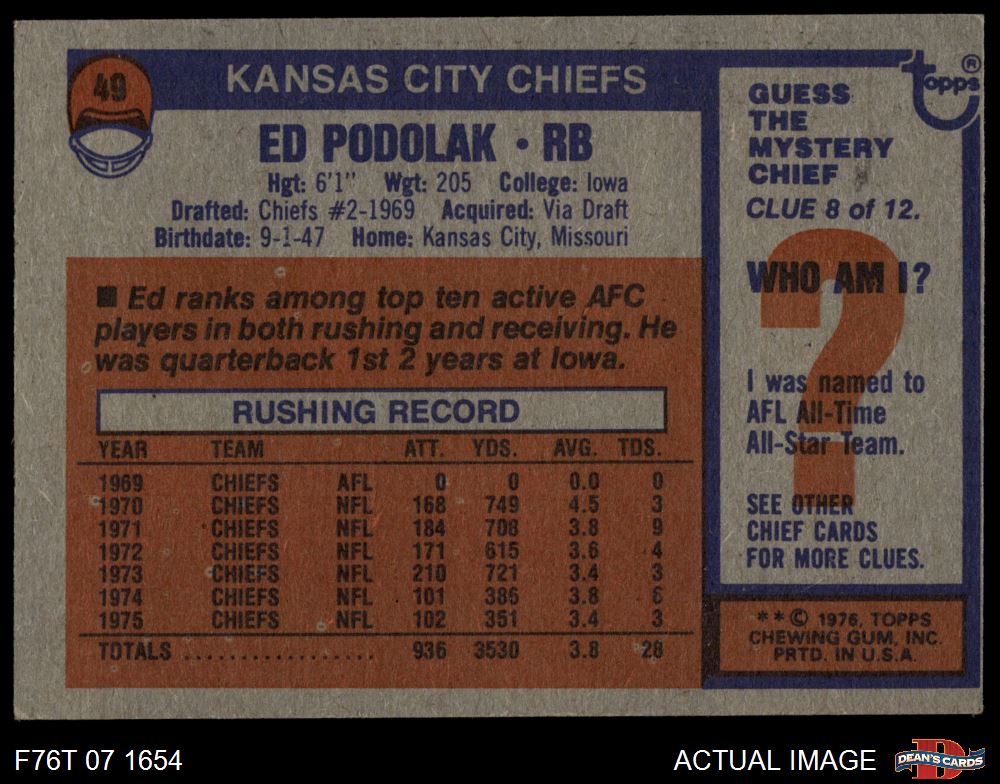 49
KANSAS CITY CHIEFS
ED PODOLAK • RB
Hgt: 6'1" Wgt: 205 College: Iowa
Drafted: Chiefs #2-1969 Acquired: Via Draft
Birthdate: 9-1-47 Home: Kansas City, Missouri
■ Ed ranks among top ten active AFC
players in both rushing and receiving. He
was quarterback 1st 2 years at Iowa.
RUSHING RECORD
YEAR TEAM ATT. YDS. AVG. TDS.
1969 CHIEFS AFL 0 0 0.0 0
1970 CHIEFS NFL 168 749 4.5 3
1971 CHIEFS NFL 184 708 3.8 9
1972 CHIEFS NFL 171 615 3.6 4
1973 CHIEFS NFL 210 721 3.4 3
1974 CHIEFS NFL 101 386 3.8
1975 CHIEFS NFL 102 351 3.4 3
TOTALS .................. 936 3530 3.8 28
topps®
GUESS
THE
MYSTERY
CHIEF
CLUE 8 of 12.
WHO AM I?
?
I was named to
AFL All-Time
All-Star Team.
SEE OTHER
CHIEF CARDS
FOR MORE CLUES.
**© 1976, TOPPS
CHEWING GUM, INC.
PRTD. IN U.S.A.
F76T 07 1654
ACTUAL IMAGE
D
DEAN'S CARDS